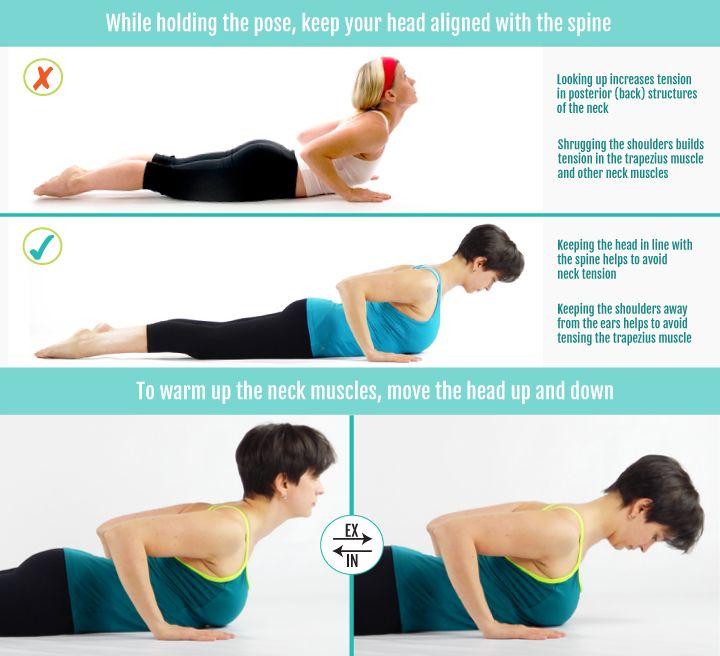 While holding the pose, keep your head aligned with the spine
Looking up increases tension
in posterior (back) structures
of the neck
Shrugging the shoulders builds
tension in the trapezius muscle
and other neck muscles
Keeping the head in line with
the spine helps to avoid
neck tension
Keeping the shoulders away
from the ears helps to avoid
tensing the trapezius muscle
To warm up the neck muscles, move the head up and down
EX
IN